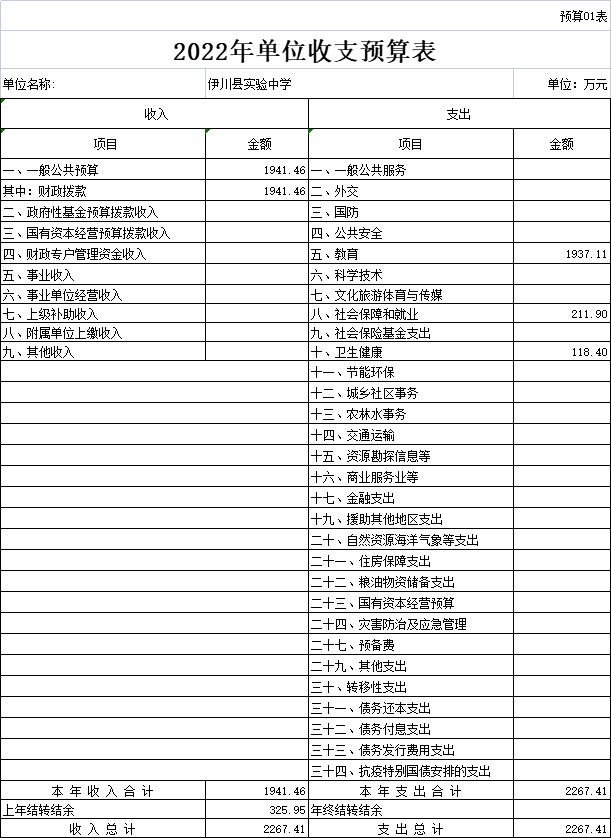 预算01表
2022年单位收支预算表
单位名称: 伊川县实验中学 单位: 万元
收入 支出
项目 金额 项目 金额
一、一般公共预算 1941.46 一、一般公共服务
其中: 财政拨款 1941.46 二、外交
二、政府性基金预算拨款收入 三、国防
三、国有资本经营预算拨款收入 四、公共安全
四、财政专户管理资金收入 五、教育 1937.11
五、事业收入 六、科学技术
六、事业单位经营收入 七、文化旅游体育与传媒
七、上级补助收入 八、社会保障和就业 211.90
八、附属单位上缴收入 九、社会保险基金支出
九、其他收入 十、卫生健康 118.40
十一、节能环保
十二、城乡社区事务
十三、农林水事务
十四、交通运输
十五、资源勘探信息等
十六、商业服务业等
十七、金融支出
十九、援助其他地区支出
二十、自然资源海洋气象等支出
二十一、住房保障支出
二十二、粮油物资储备支出
二十三、国有资本经营预算
二十四、灾害防治及应急管理
二十七、预备费
二十九、其他支出
三十、转移性支出
三十一、债务还本支出
三十二、债务付息支出
三十三、债务发行费用支出
三十四、抗疫特别国债安排的支出
本年收入合计 1941.46 本年支出合计 2267.41
上年结转结余 325.95 年终结转结余
收入总计 2267.41 支出总计 2267.41